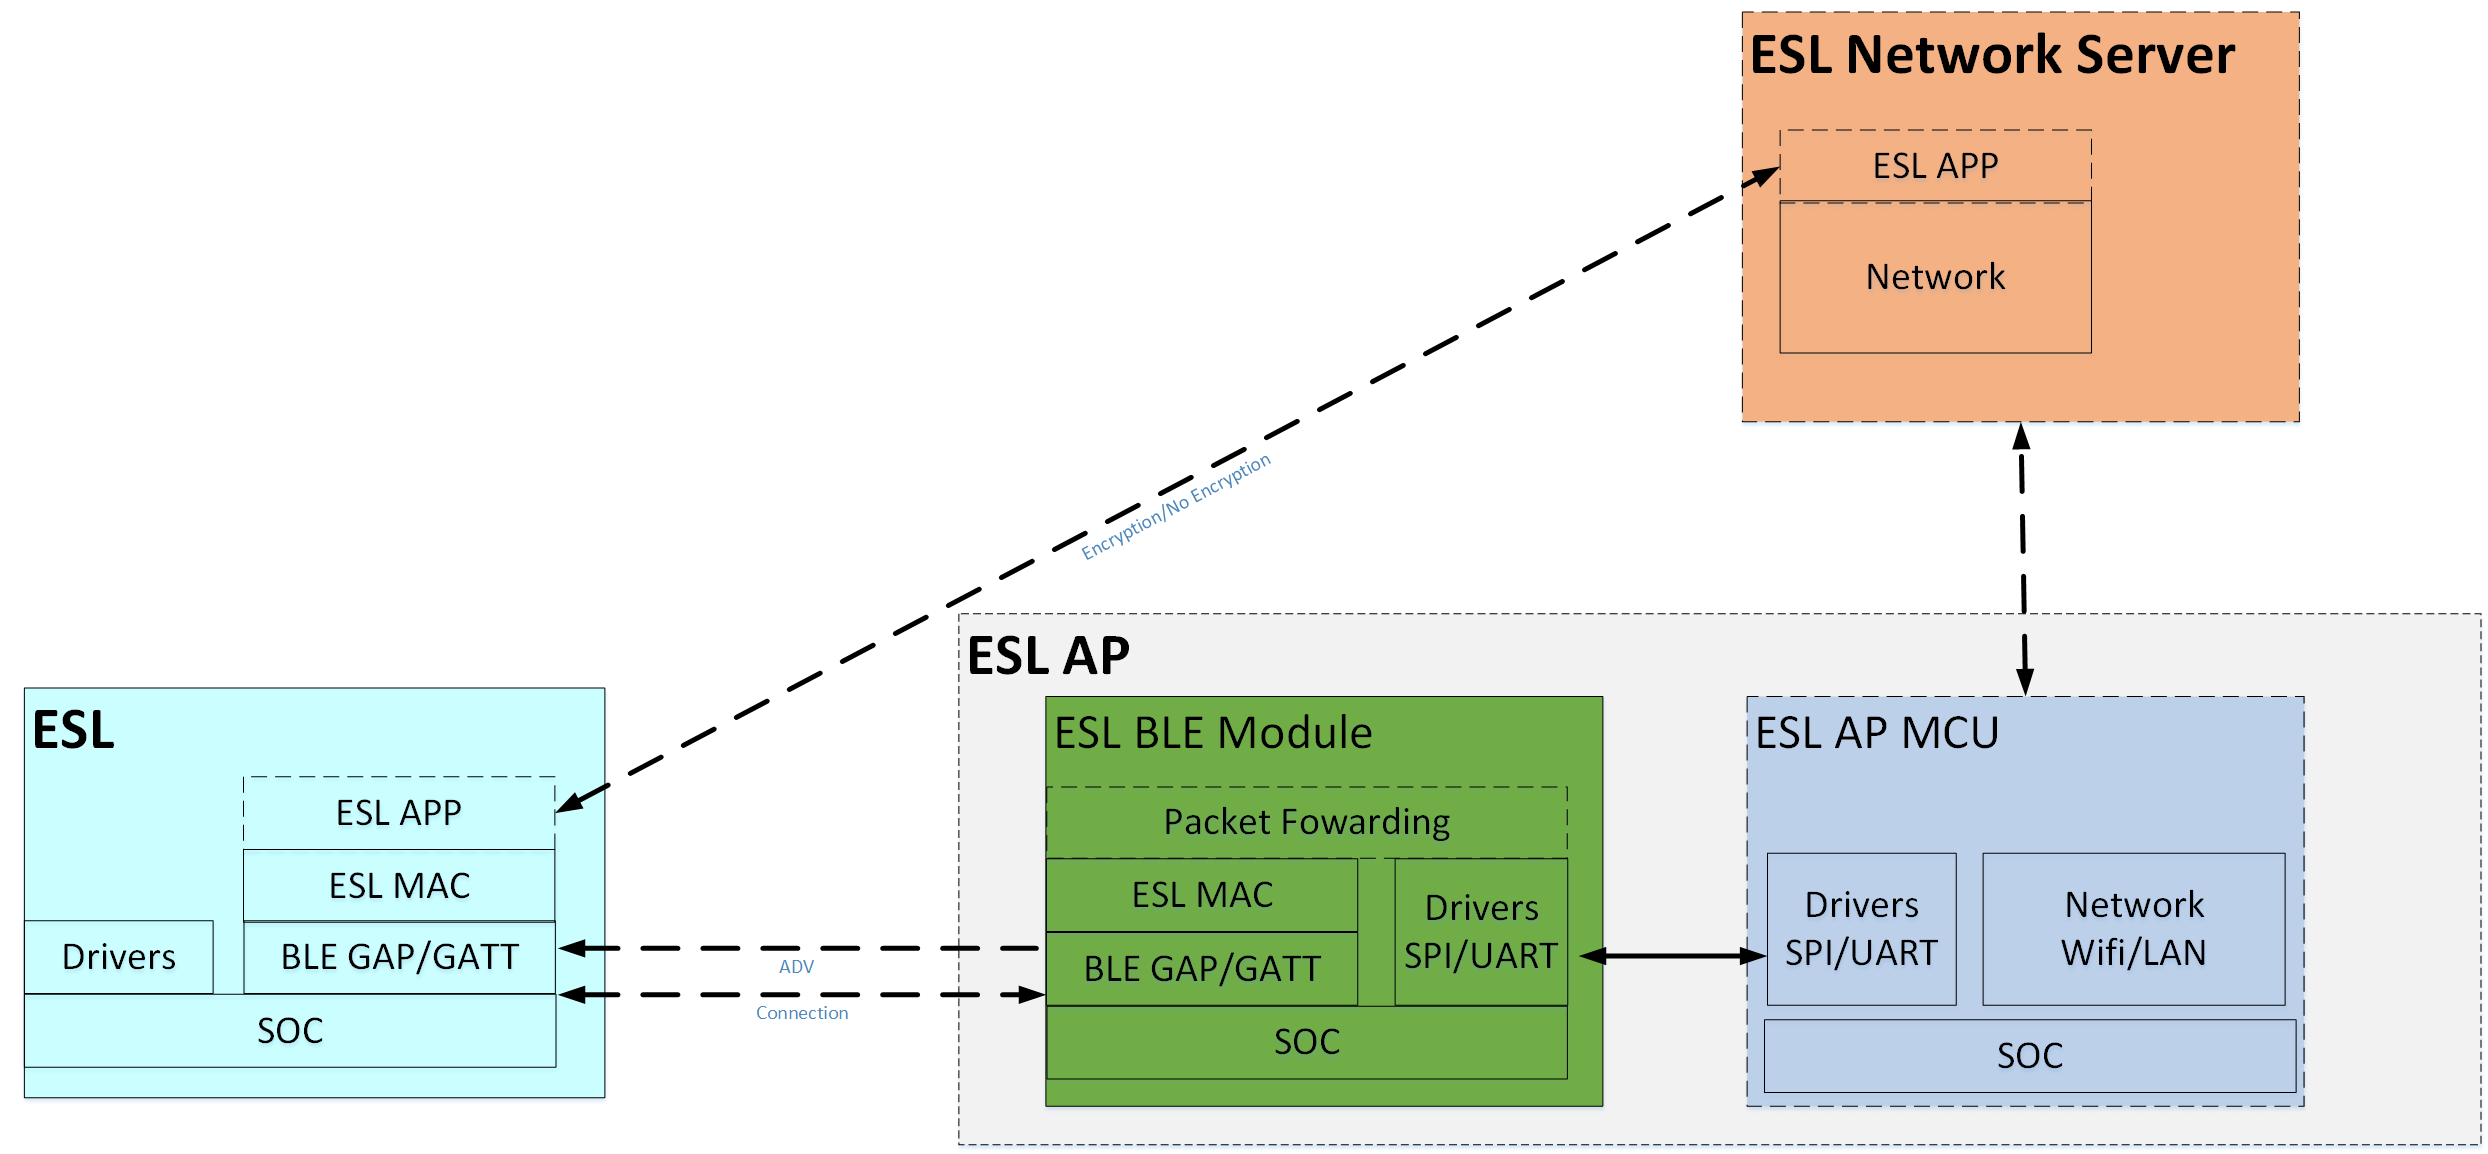 ESL Network Server
ESL APP
Network
Encryption/No Encryption
ESL AP
ESL
ESL APP
ESL MAC
Drivers
BLE GAP/GATT
SOC
ADV
Connection
ESL BLE Module
Packet Fowarding
ESL MAC
BLE GAP/GATT
Drivers
SPI/UART
SOC
ESL AP MCU
Drivers
SPI/UART
Network
Wifi/LAN
SOC